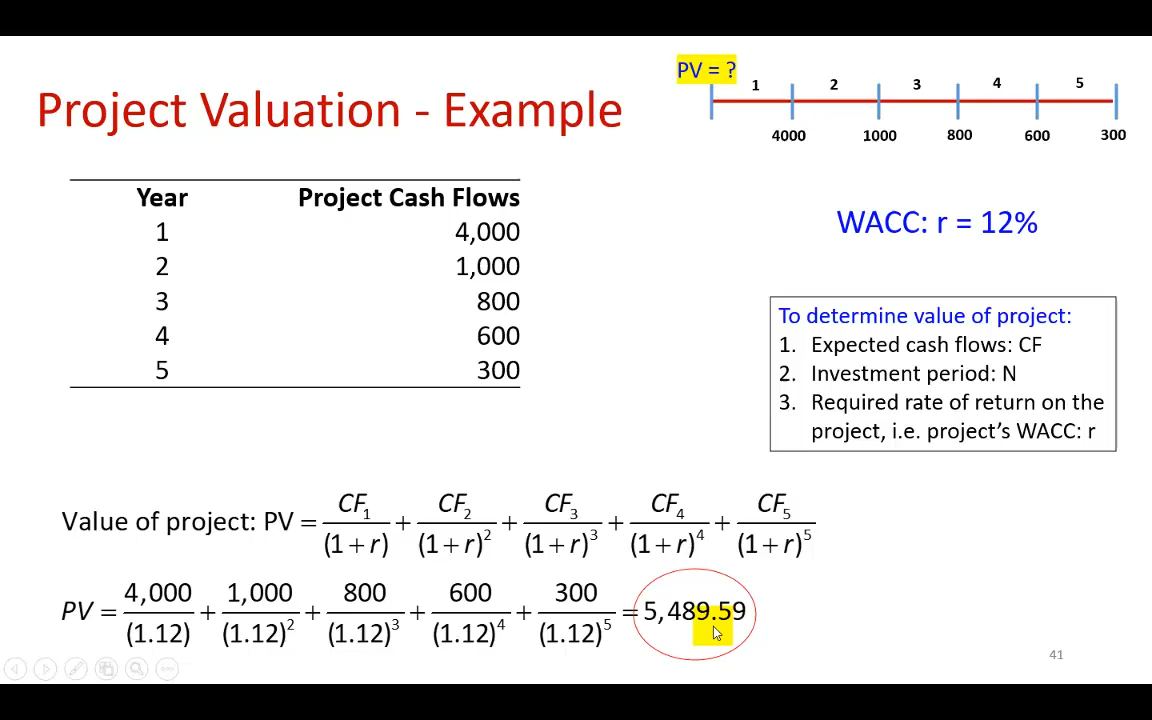 PV = ?
1 2 3 4 5
4000 1000 800 600 300
Project Valuation - Example
Year Project Cash Flows
1 4,000
2 1,000
3 800
4 600
5 300
WACC: r = 12%
To determine value of project:
1. Expected cash flows: CF
2. Investment period: N
3. Required rate of return on the
project, i.e. project's WACC: r
Value of project: PV = CF₁/(1+r) + CF₂/(1+r)² + CF₃/(1+r)³ + CF₄/(1+r)⁴ + CF₅/(1+r)⁵
PV = 4,000/(1.12) + 1,000/(1.12)² + 800/(1.12)³ + 600/(1.12)⁴ + 300/(1.12)⁵ = 5,489.59
41